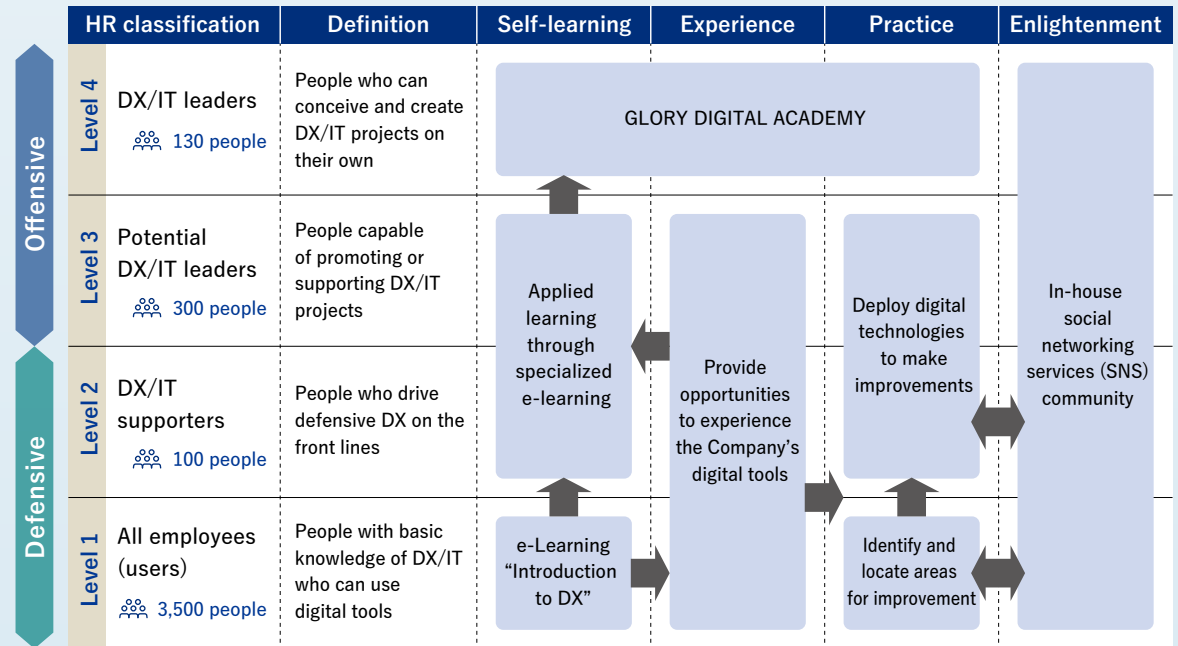 HR classification
Definition
Self-learning
Experience
Practice
Enlightenment
Offensive
Defensive
Level 4
DX/IT leaders
130 people
People who can
conceive and create
DX/IT projects on
their own
GLORY DIGITAL ACADEMY
Level 3
Potential
DX/IT leaders
300 people
People capable
of promoting or
supporting DX/IT
projects
Level 2
DX/IT
supporters
100 people
People who drive
defensive DX on the
front lines
Level 1
All employees
(users)
3,500 people
People with basic
knowledge of DX/IT
who can use
digital tools
Applied
learning
through
specialized
e-learning
e-Learning
“Introduction
to DX”
Provide
opportunities
to experience
the Company’s
digital tools
Deploy digital
technologies
to make
improvements
Identify and
locate areas
for improvement
In-house
social
networking
services (SNS)
community